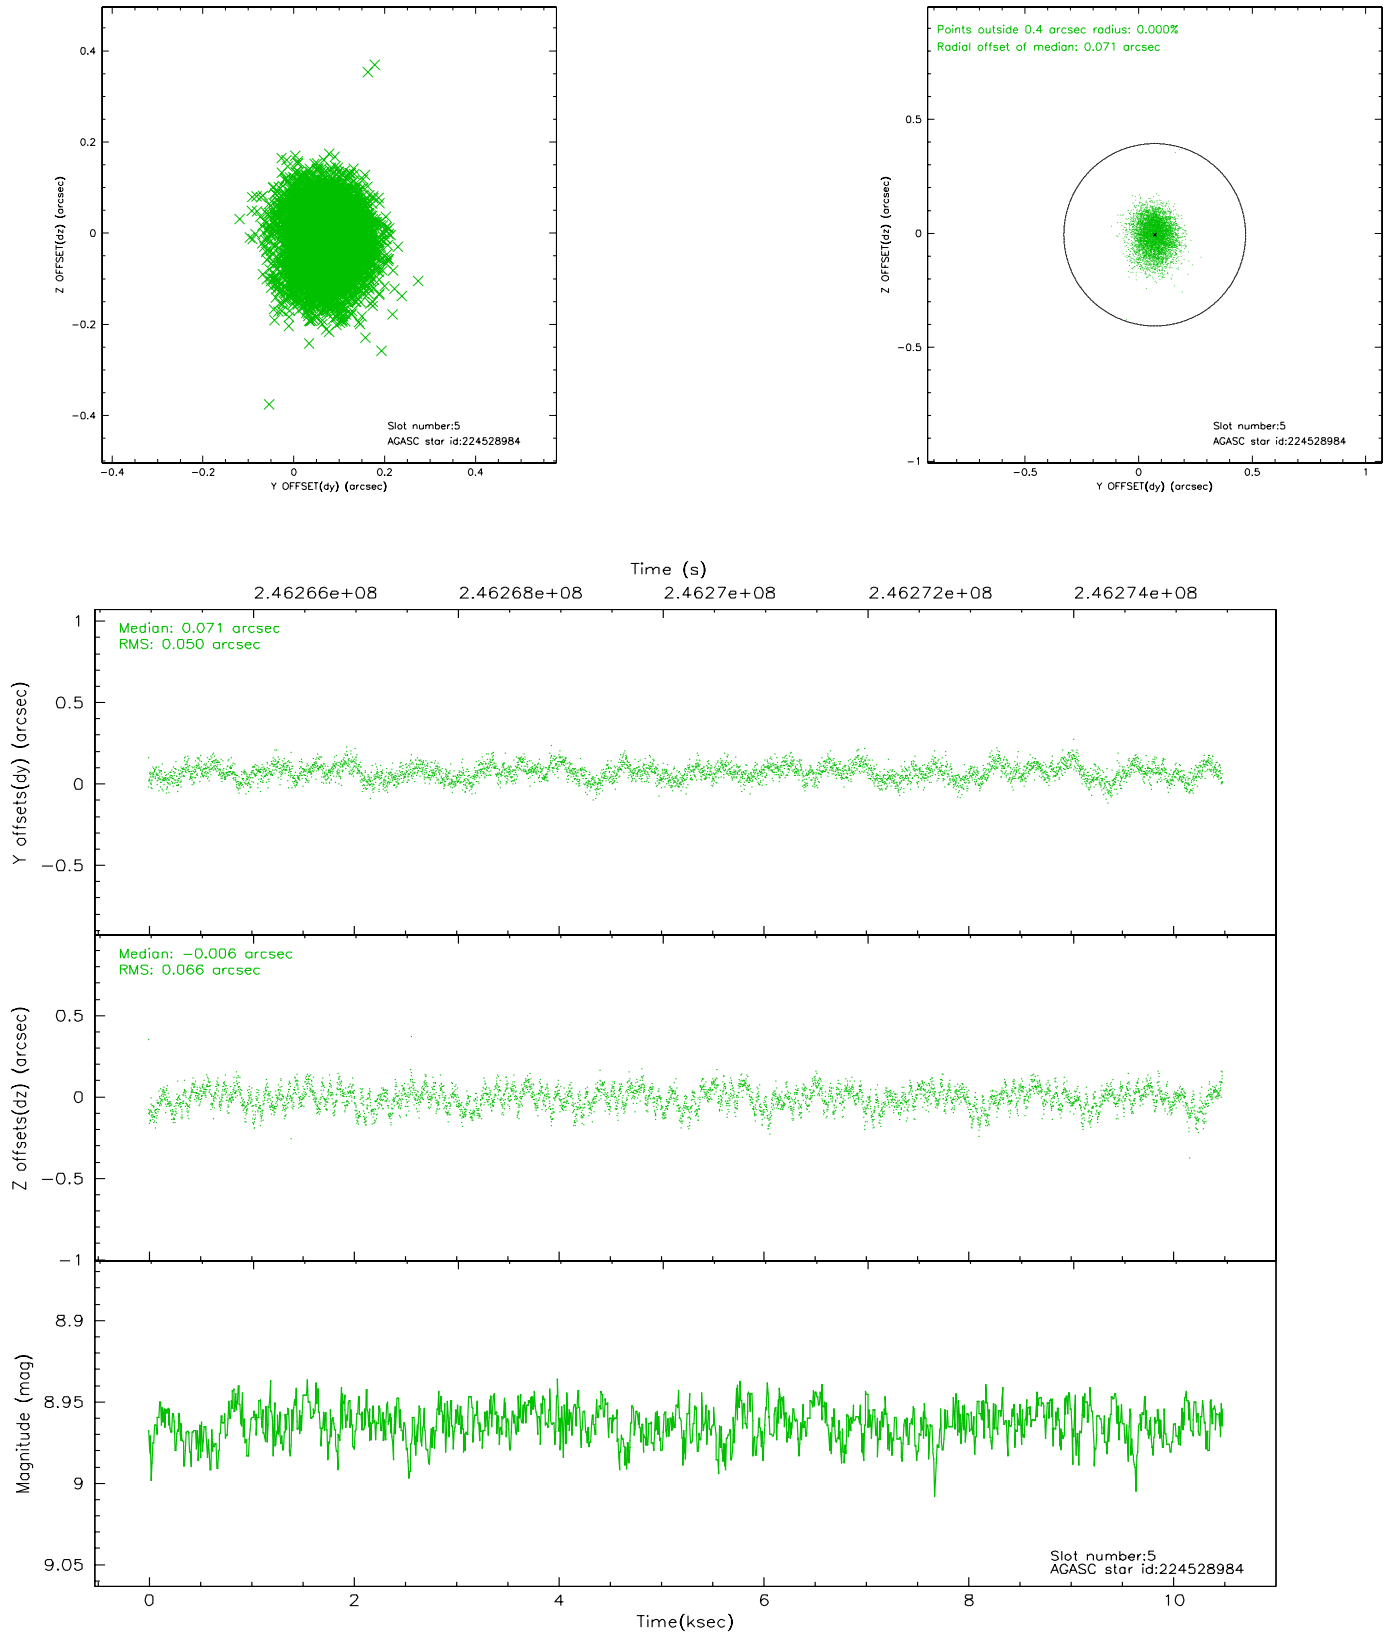 0.4
0.2
0
−0.2
−0.4
Z OFFSET(dz) (arcsec)
Slot number:5
AGASC star id:224528984
−0.4 −0.2 0 0.2 0.4
Y OFFSET(dy) (arcsec)
Points outside 0.4 arcsec radius: 0.000%
Radial offset of median: 0.071 arcsec
0.5
0
−0.5
−1
Z OFFSET(dz) (arcsec)
Slot number:5
AGASC star id:224528984
−0.5 0 0.5 1
Y OFFSET(dy) (arcsec)
Time (s)
2.46266e+08 2.46268e+08 2.4627e+08 2.46272e+08 2.46274e+08
Median: 0.071 arcsec
RMS: 0.050 arcsec
1
0.5
0
−0.5
Y offsets(dy) (arcsec)
Median: −0.006 arcsec
RMS: 0.066 arcsec
0.5
0
−0.5
−1
Z offsets(dz) (arcsec)
8.9
8.95
9
9.05
Magnitude (mag)
Slot number:5
AGASC star id:224528984
0 2 4 6 8 10
Time(ksec)